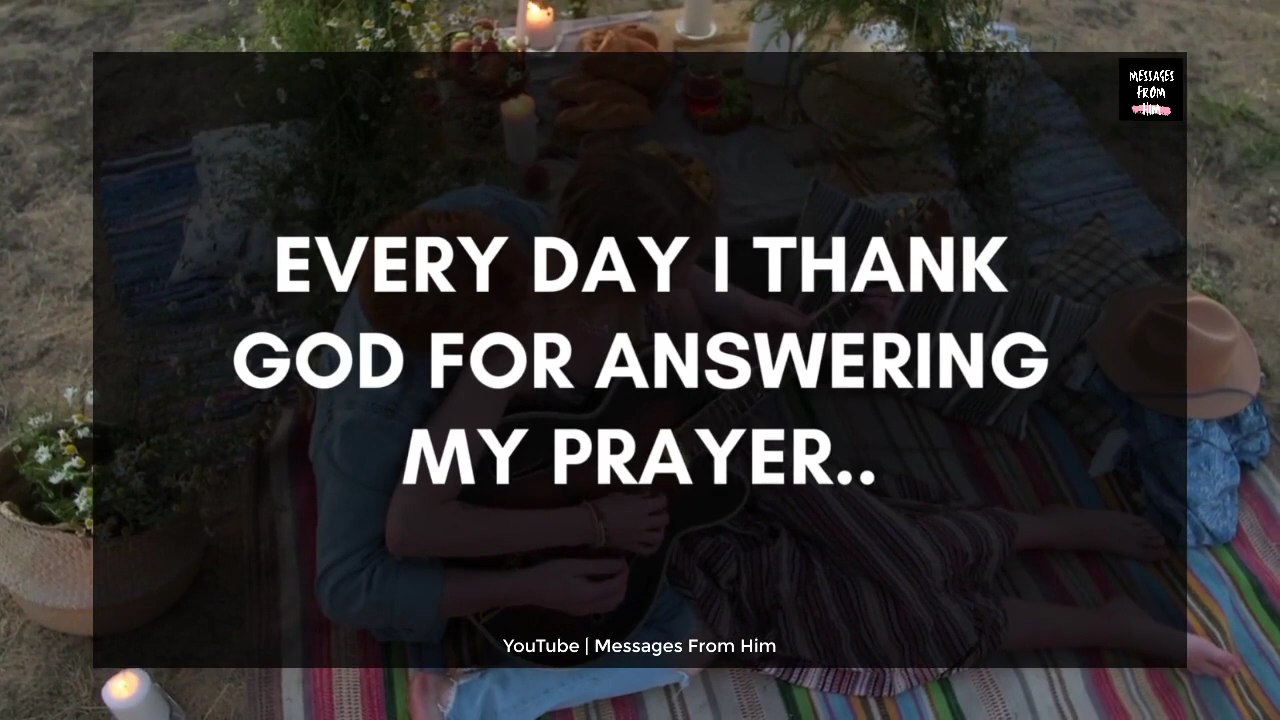 MESSAGES
FROM
HIM
EVERY DAY I THANK
GOD FOR ANSWERING
MY PRAYER..
YouTube | Messages From Him